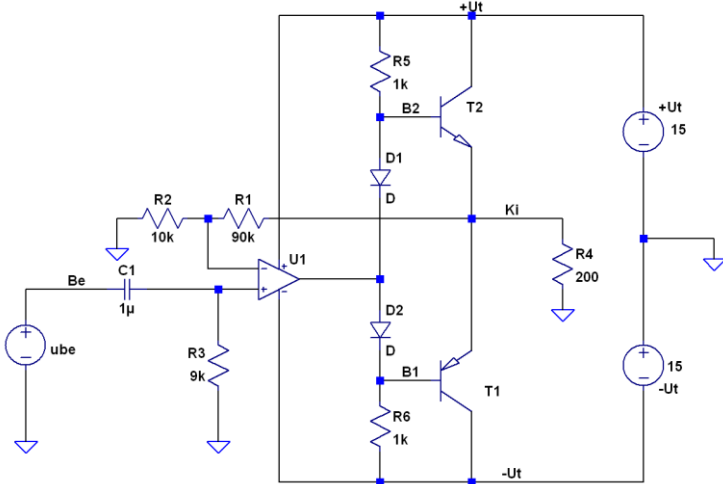 +Ut
R5
1k
B2
T2
+Ut
15
D1
D
R2
R1
Ki
10k
90k
U1
R4
200
Be
C1
1µ
D2
D
ube
R3
9k
B1
T1
15
-Ut
R6
1k
-Ut